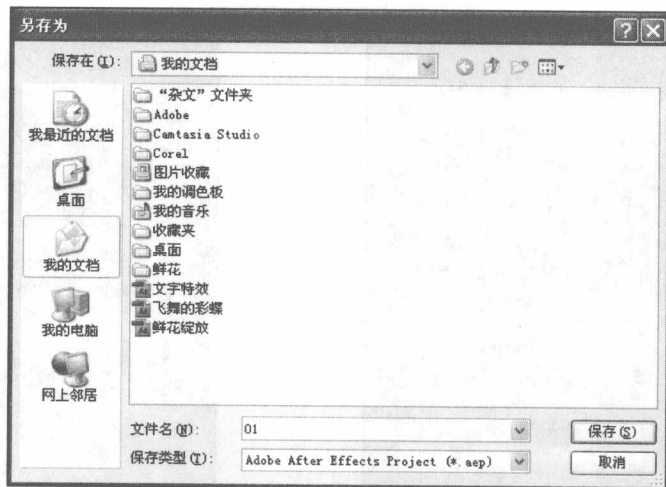 另存为
保存在(I):
我的文档
我最近的文档
桌面
我的文档
我的电脑
网上邻居
“杂文”文件夹
Adobe
Camtasia Studio
Corel
图片收藏
我的调色板
我的音乐
收藏夹
桌面
鲜花
文字特效
飞舞的彩蝶
鲜花绽放
文件名(N):
01
保存(S)
保存类型(T):
Adobe After Effects Project (*.aep)
取消